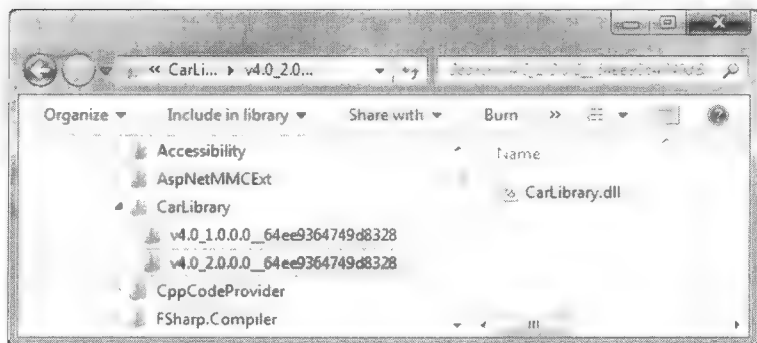 « CarLi... ▸ v4.0_2.0...
Organize ▾ Include in library ▾ Share with ▾ Burn »
Accessibility
AspNetMMCExt
CarLibrary
v4.0_1.0.0.0__64ee9364749d8328
v4.0_2.0.0.0__64ee9364749d8328
CppCodeProvider
FSharp.Compiler
Name
CarLibrary.dll